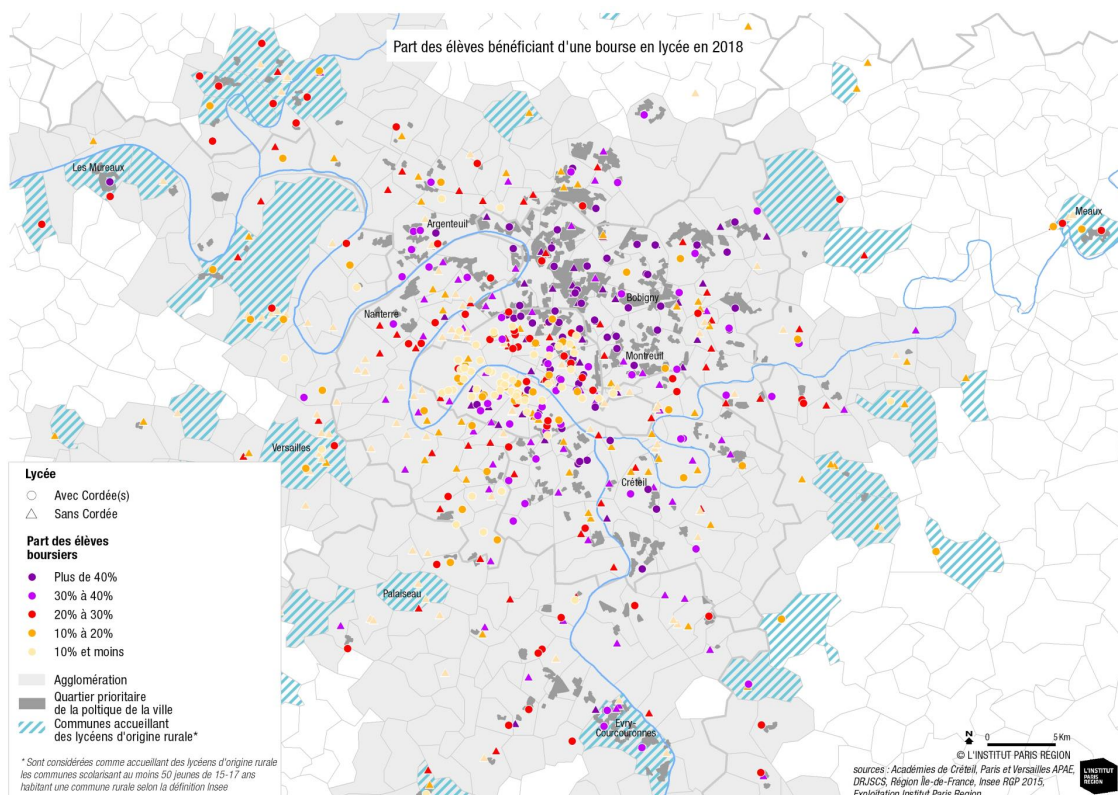 Part des élèves bénéficiant d'une bourse en lycée en 2018
Les Mureaux
Meaux
Argenteuil
Bobigny
Nanterre
Montreuil
Versailles
Créteil
Palaiseau
Evry-
Courcouronnes
Lycée
Avec Cordée(s)
Sans Cordée
Part des élèves
boursiers
Plus de 40%
30% à 40%
20% à 30%
10% à 20%
10% et moins
Agglomération
Quartier prioritaire
de la poltique de la ville
Communes accueillant
des lycéens d'origine rurale*
* Sont considérées comme accueillant des lycéens d'origine rurale
les communes scolarisant au moins 50 jeunes de 15-17 ans
habitant une commune rurale selon la définition Insee
N
0 5 Km
© L'INSTITUT PARIS REGION
sources : Académies de Créteil, Paris et Versailles APAE,
DRJSCS, Région Île-de-France, Insee RGP 2015,
Exploitation Institut Paris Region
L'INSTITUT
PARIS
REGION